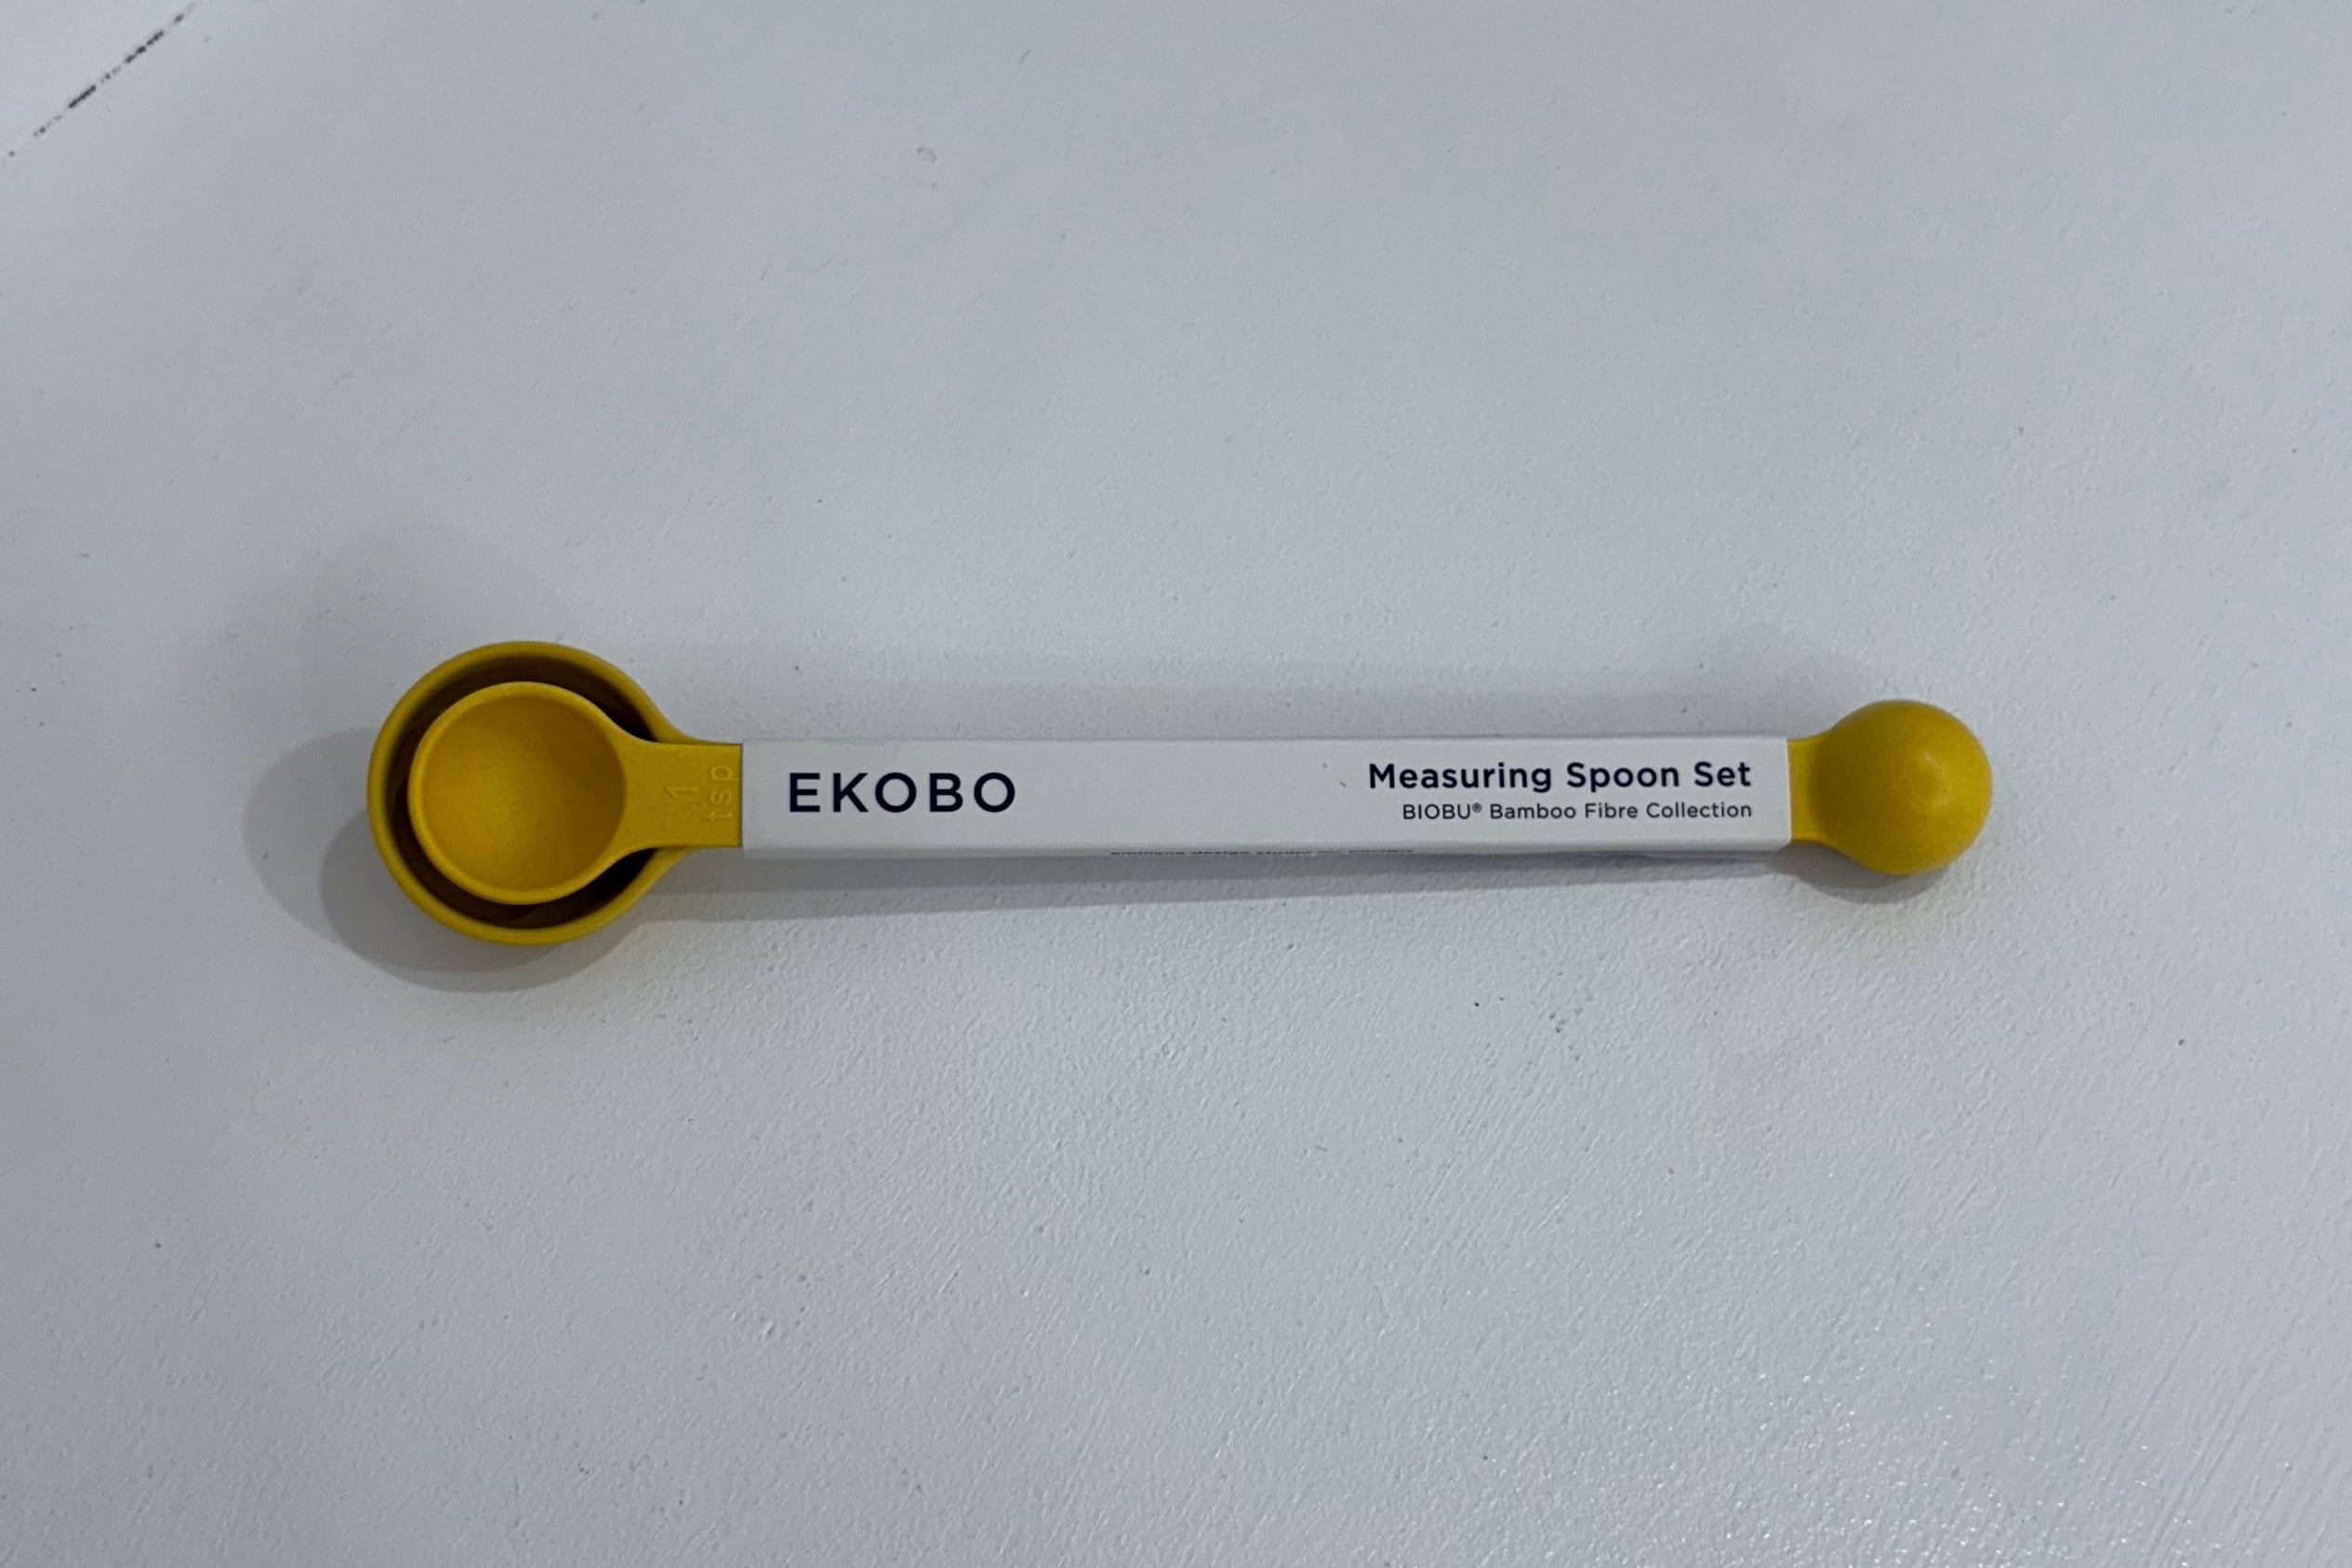 1
tsp
EKOBO
Measuring Spoon Set
BIOBU® Bamboo Fibre Collection